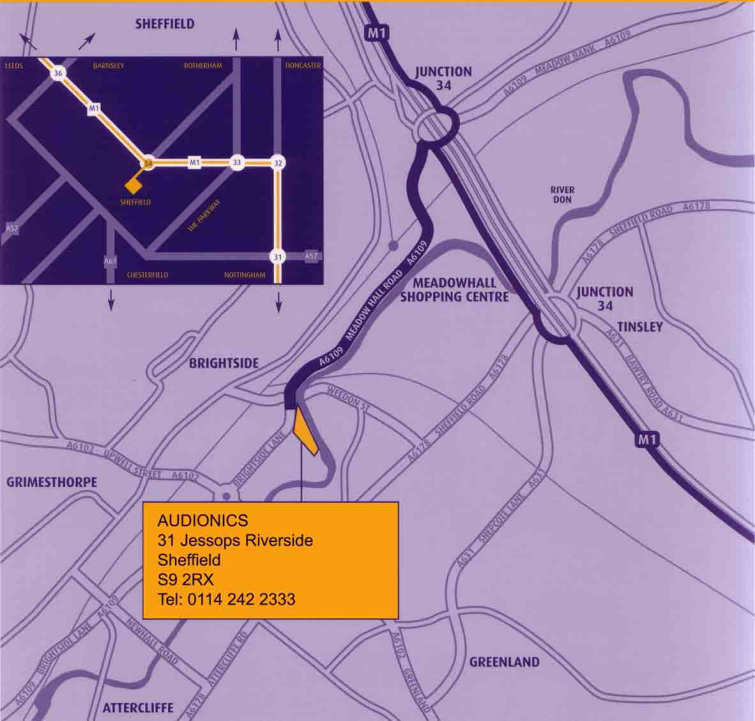 SHEFFIELD
LEEDS
BARNSLEY
ROTHERHAM
DONCASTER
36
M1
34
M1
33
32
SHEFFIELD
THE PARKWAY
A57
A61
31
A57
CHESTERFIELD
NOTTINGHAM
M1
JUNCTION
34
A6109 MEADOW BANK A6109
RIVER
DON
A6178 SHEFFIELD ROAD A6178
A6109 MEADOW HALL ROAD A6109
MEADOWHALL
SHOPPING CENTRE
JUNCTION
34
TINSLEY
A631 BAWTRY ROAD A631
BRIGHTSIDE
WEEDON ST
A6178 SHEFFIELD ROAD A6178
M1
A6102 UPWELL STREET A6102
BRIGHTSIDE LANE
GRIMESTHORPE
A631 SHEPCOTE LANE A631
AUDIONICS
31 Jessops Riverside
Sheffield
S9 2RX
Tel: 0114 242 2333
A6109 BRIGHTSIDE LANE A6109
NEWHALL ROAD
A6178 ATTERCLIFFE RD
A6102 GREENLAND
GREENLAND
ATTERCLIFFE